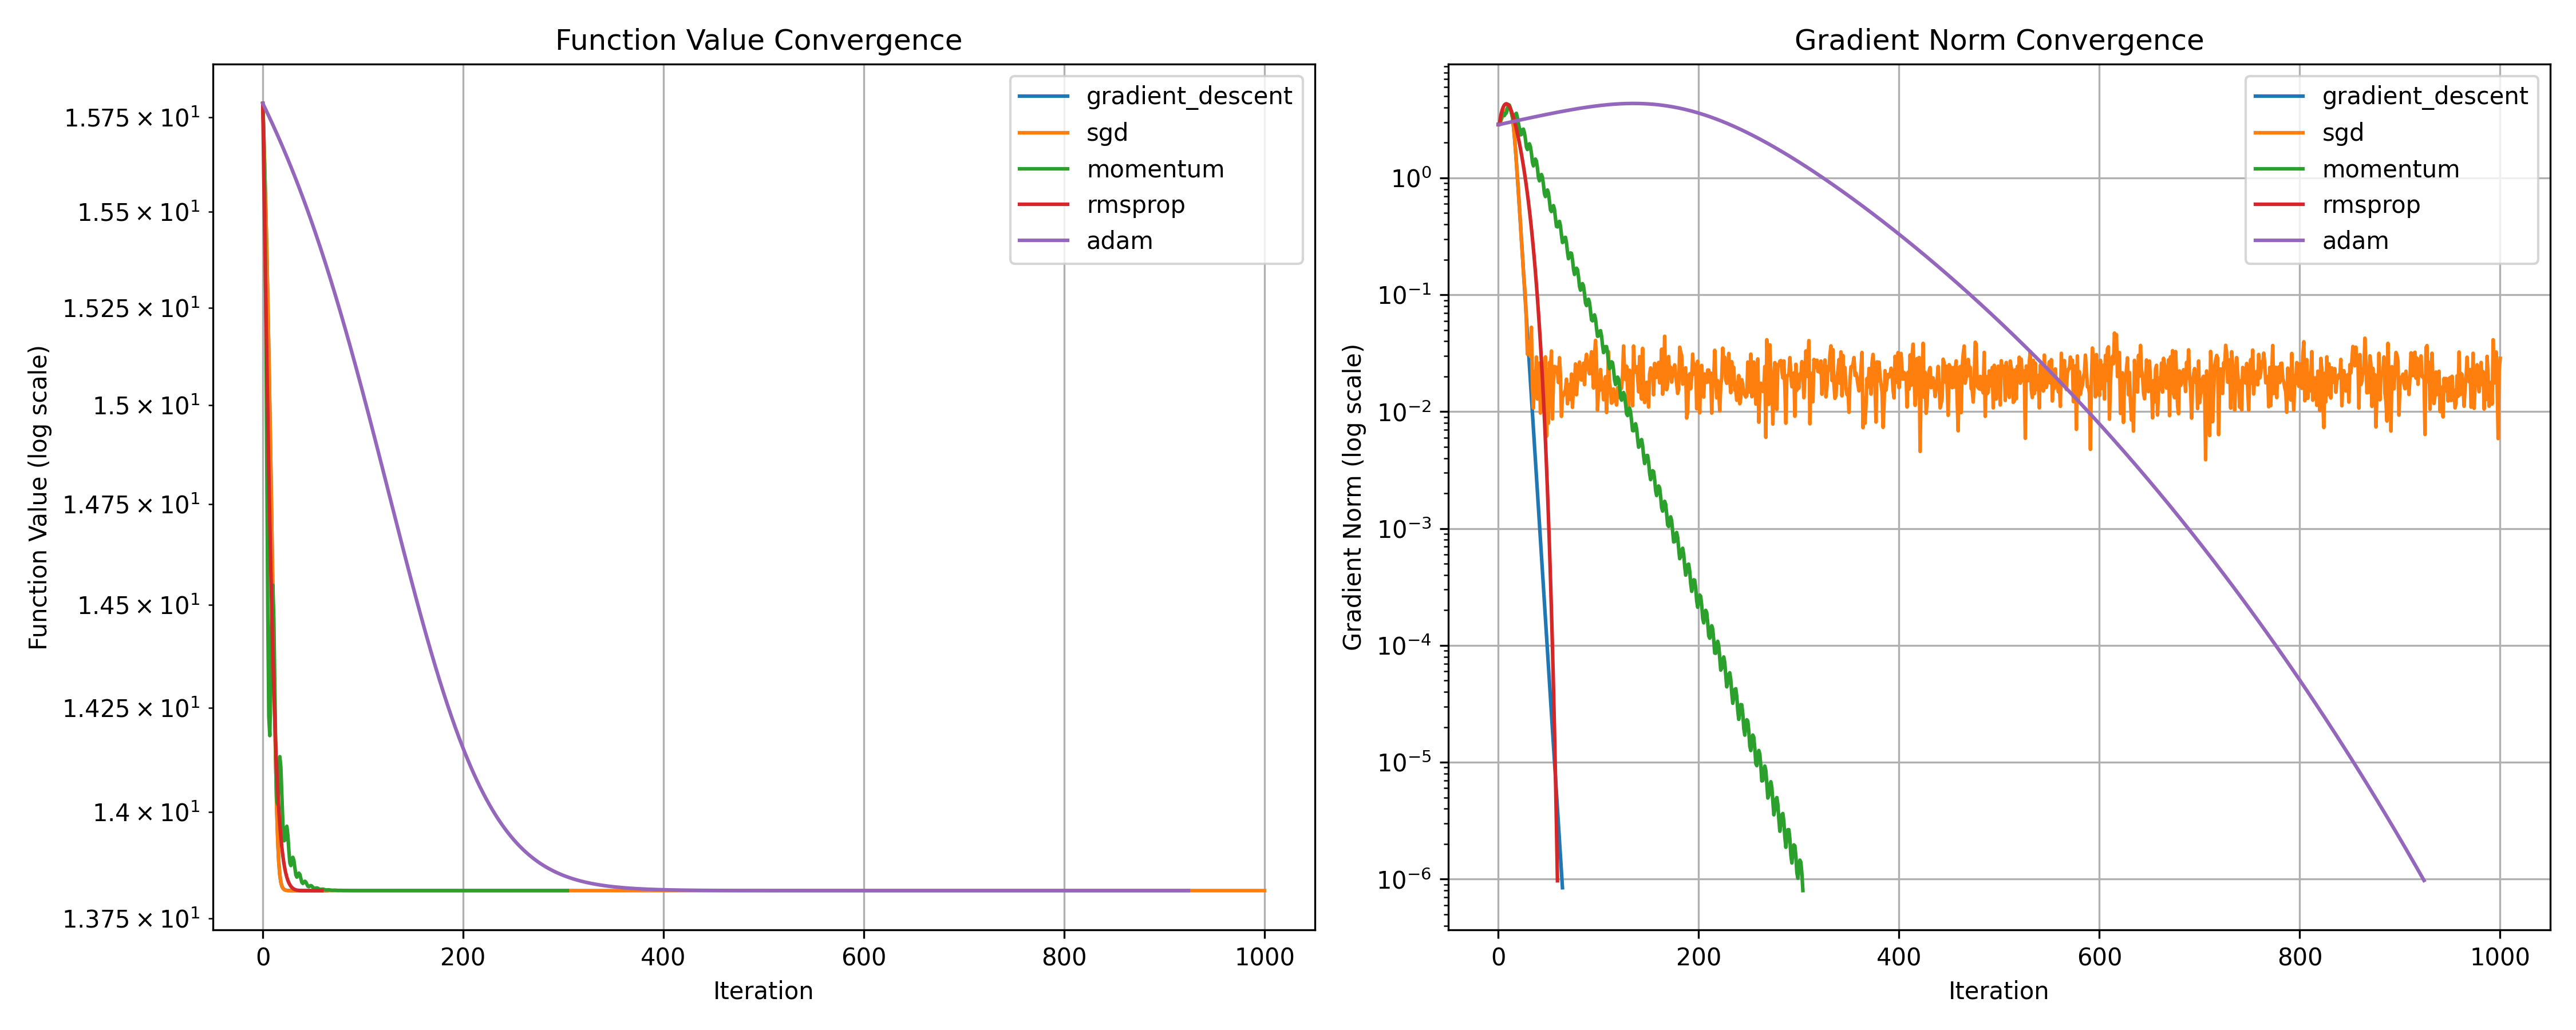 Function Value Convergence
Function Value (log scale)
1.575 × 10¹
1.55 × 10¹
1.525 × 10¹
1.5 × 10¹
1.475 × 10¹
1.45 × 10¹
1.425 × 10¹
1.4 × 10¹
1.375 × 10¹
0 200 400 600 800 1000
Iteration
gradient_descent
sgd
momentum
rmsprop
adam
Gradient Norm Convergence
Gradient Norm (log scale)
10⁰
10⁻¹
10⁻²
10⁻³
10⁻⁴
10⁻⁵
10⁻⁶
0 200 400 600 800 1000
Iteration
gradient_descent
sgd
momentum
rmsprop
adam